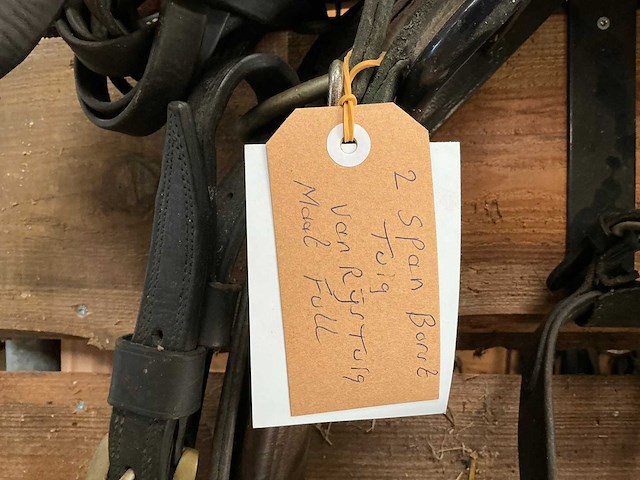 2 Span Borst
Tuig
Van Rijstuig
Maat Full